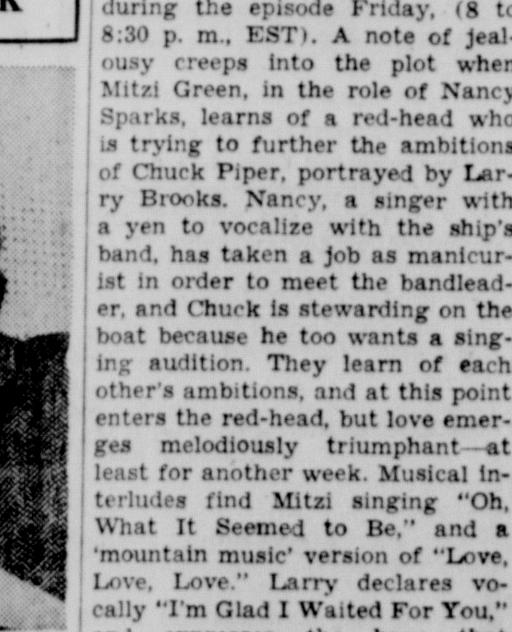 K
during the episode Friday, (8 to
8:30 p. m., EST). A note of jeal-
ousy creeps into the plot when
Mitzi Green, in the role of Nancy
Sparks, learns of a red-head who
is trying to further the ambitions
of Chuck Piper, portrayed by Lar-
ry Brooks. Nancy, a singer with
a yen to vocalize with the ship's
band, has taken a job as manicur-
ist in order to meet the bandlead-
er, and Chuck is stewarding on the
boat because he too wants a sing-
ing audition. They learn of each
other's ambitions, and at this point
enters the red-head, but love emer-
ges melodiously triumphant—at
least for another week. Musical in-
terludes find Mitzi singing "Oh,
What It Seemed to Be," and a
'mountain music' version of "Love,
Love, Love." Larry declares vo-
cally "I'm Glad I Waited For You,"